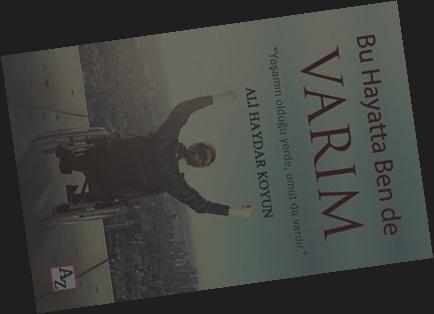 Bu Hayatta Ben de
VARIM
"Yaşamın olduğu yerde, umut da vardır."
ALİ HAYDAR KOYUN
AZ